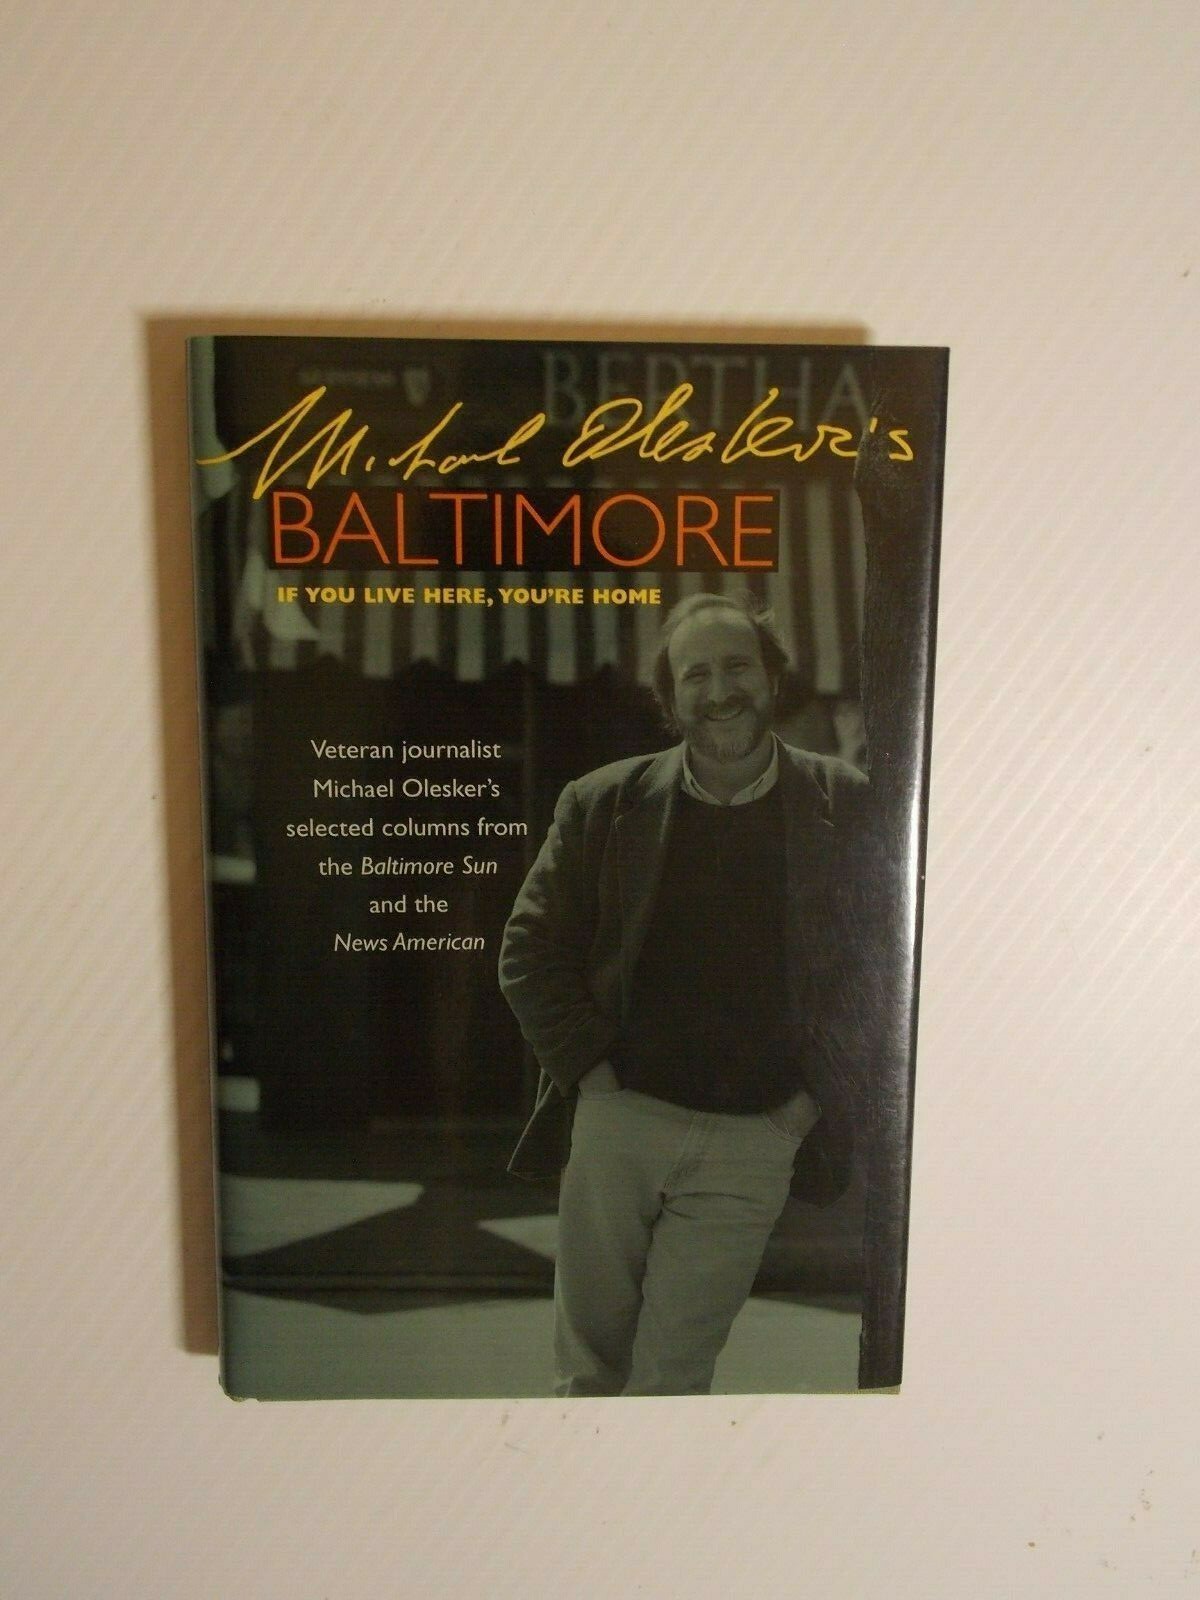 BERTHA
Michael Olesker's
BALTIMORE
IF YOU LIVE HERE, YOU'RE HOME
Veteran journalist
Michael Olesker's
selected columns from
the Baltimore Sun
and the
News American